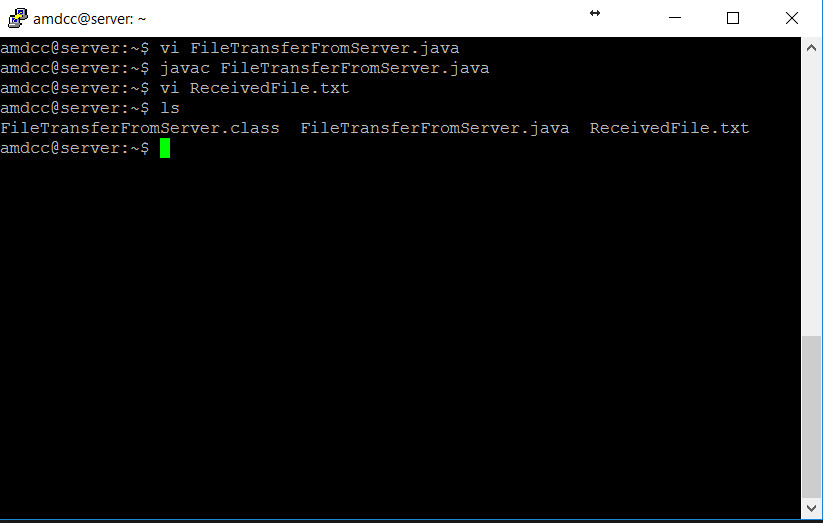 amdcc@server: ~
amdcc@server:~$ vi FileTransferFromServer.java
amdcc@server:~$ javac FileTransferFromServer.java
amdcc@server:~$ vi ReceivedFile.txt
amdcc@server:~$ ls
FileTransferFromServer.class  FileTransferFromServer.java  ReceivedFile.txt
amdcc@server:~$